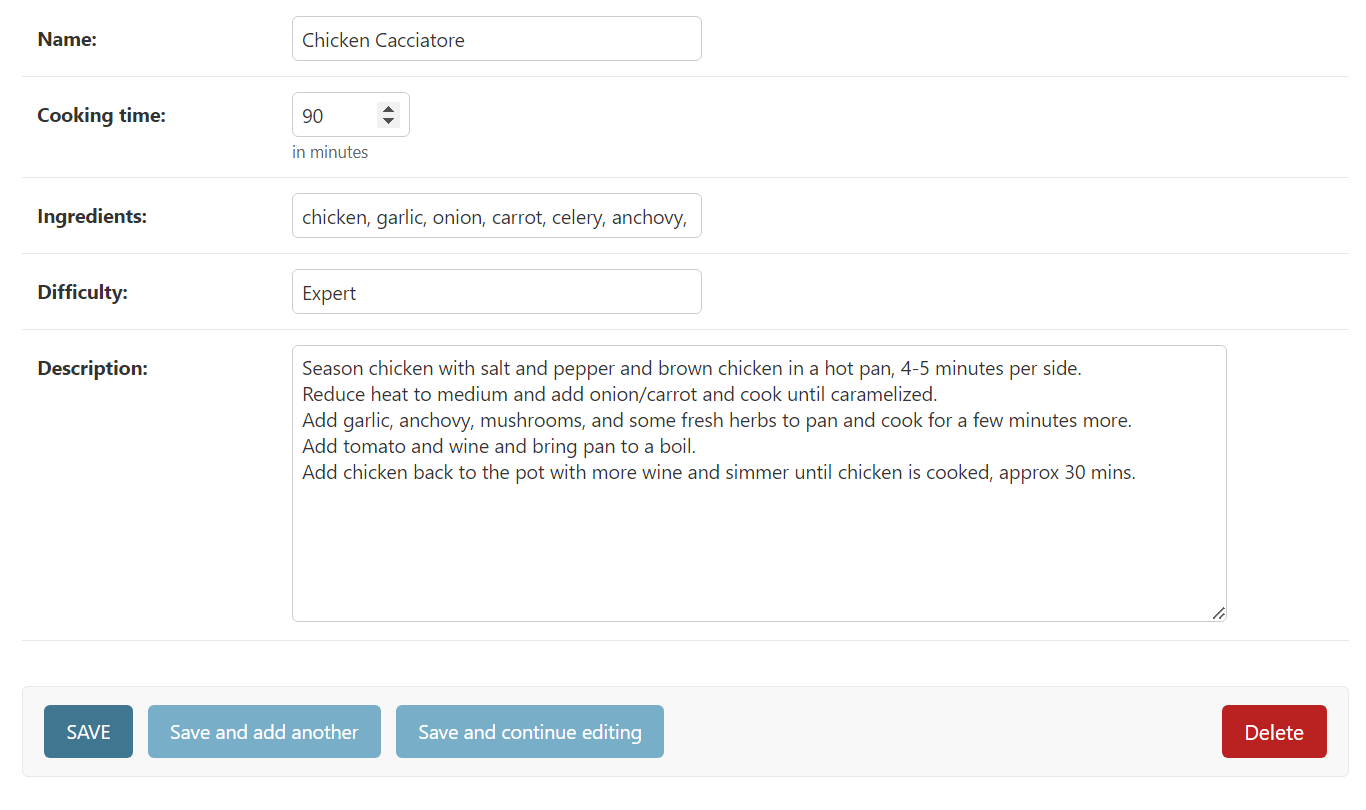 Name:
Chicken Cacciatore
Cooking time:
90
in minutes
Ingredients:
chicken, garlic, onion, carrot, celery, anchovy,
Difficulty:
Expert
Description:
Season chicken with salt and pepper and brown chicken in a hot pan, 4-5 minutes per side.
Reduce heat to medium and add onion/carrot and cook until caramelized.
Add garlic, anchovy, mushrooms, and some fresh herbs to pan and cook for a few minutes more.
Add tomato and wine and bring pan to a boil.
Add chicken back to the pot with more wine and simmer until chicken is cooked, approx 30 mins.
SAVE
Save and add another
Save and continue editing
Delete